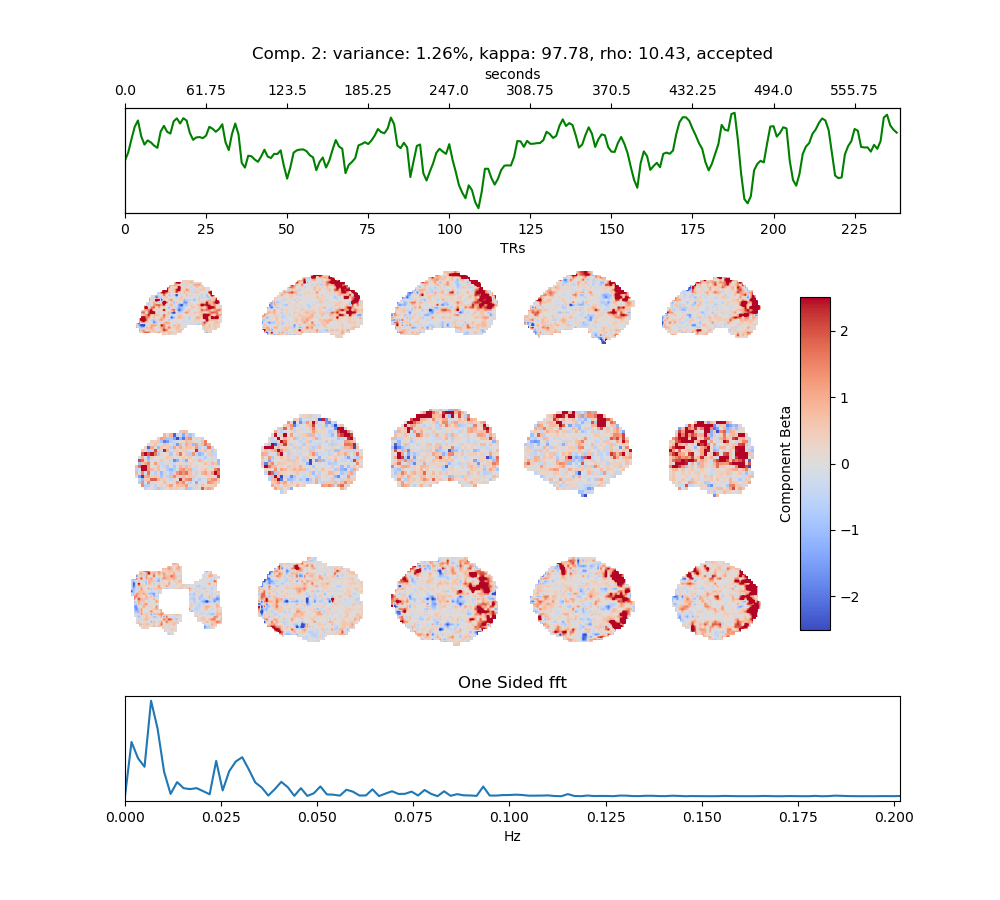 Comp. 2: variance: 1.26%, kappa: 97.78, rho: 10.43, accepted
seconds
0.0 61.75 123.5 185.25 247.0 308.75 370.5 432.25 494.0 555.75
0 25 50 75 100 125 150 175 200 225
TRs
2
1
0
−1
−2
Component Beta
One Sided fft
0.000 0.025 0.050 0.075 0.100 0.125 0.150 0.175 0.200
Hz